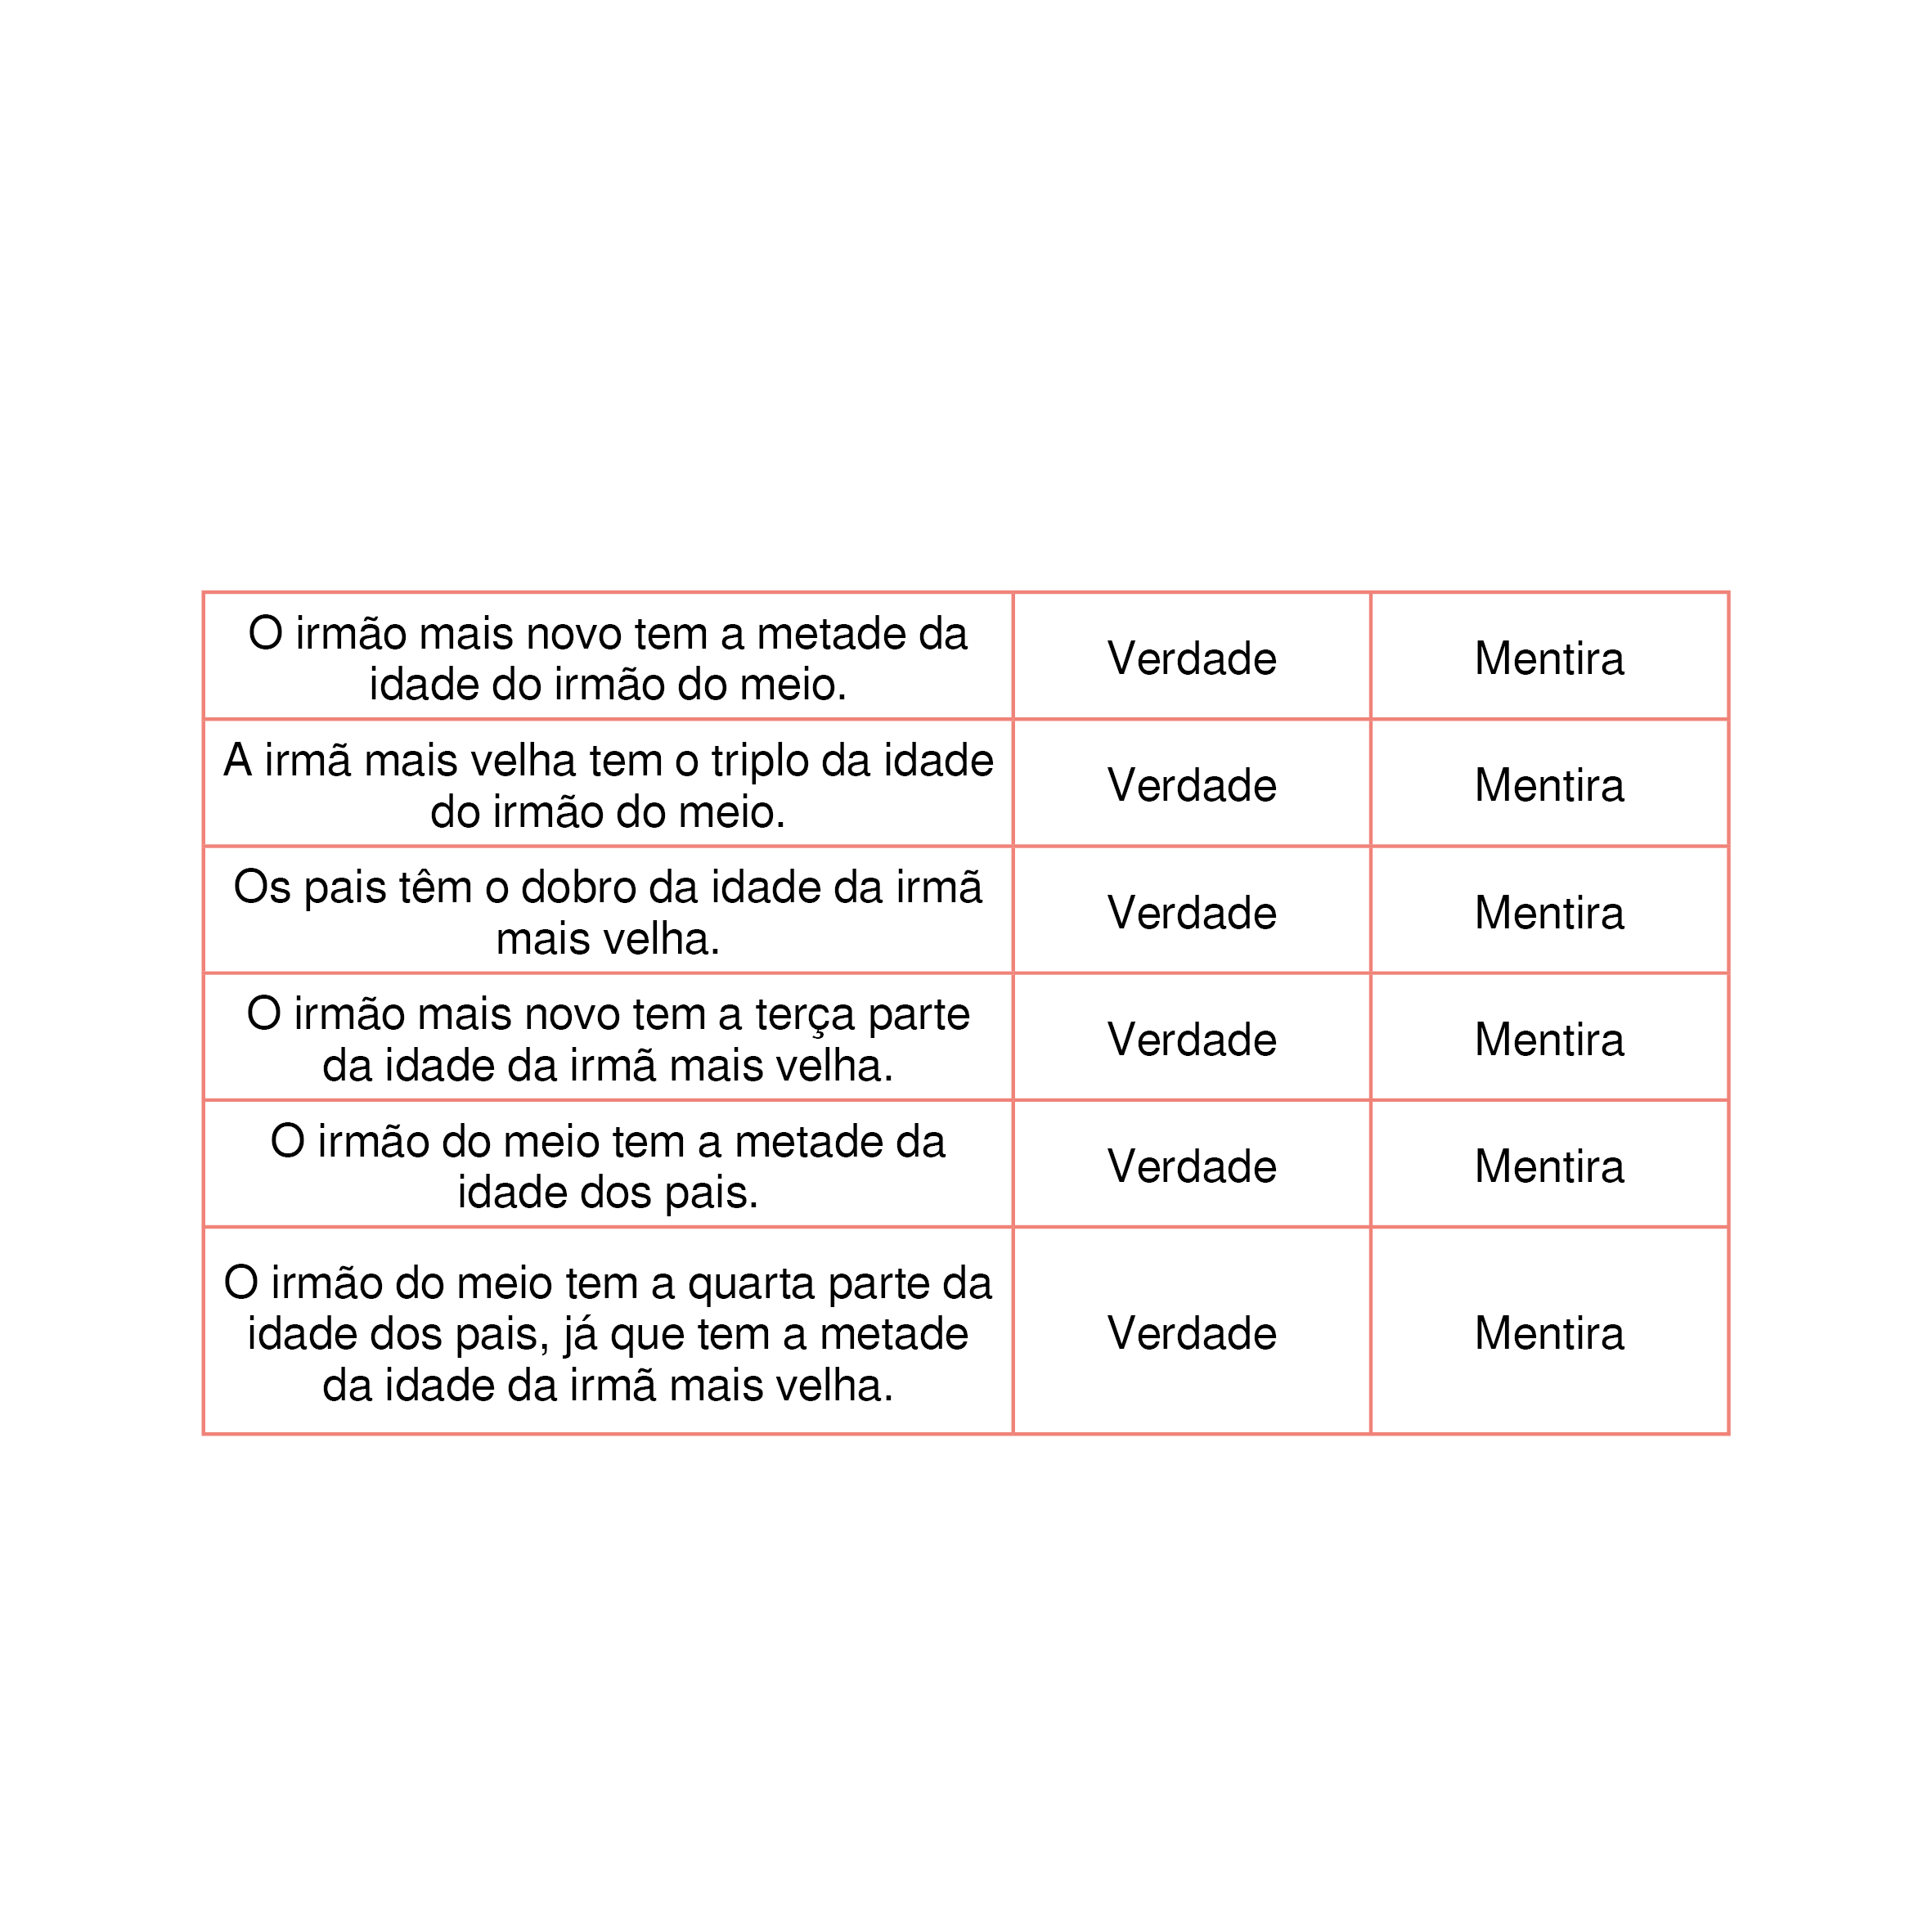 O irmão mais novo tem a metade da
idade do irmão do meio.
Verdade
Mentira
A irmã mais velha tem o triplo da idade
do irmão do meio.
Verdade
Mentira
Os pais têm o dobro da idade da irmã
mais velha.
Verdade
Mentira
O irmão mais novo tem a terça parte
da idade da irmã mais velha.
Verdade
Mentira
O irmão do meio tem a metade da
idade dos pais.
Verdade
Mentira
O irmão do meio tem a quarta parte da
idade dos pais, já que tem a metade
da idade da irmã mais velha.
Verdade
Mentira